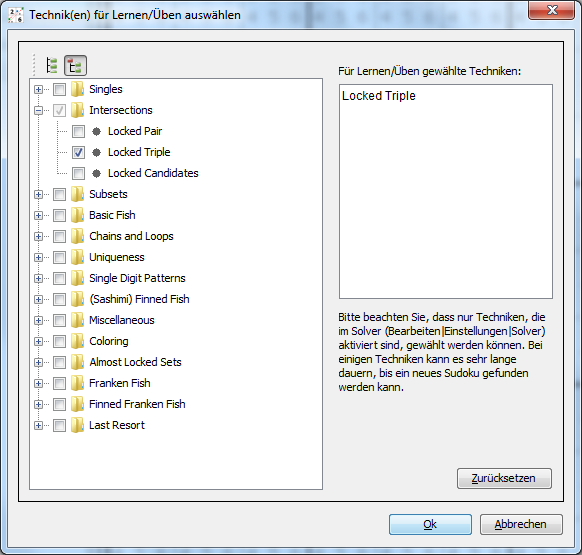 Technik(en) für Lernen/Üben auswählen
Singles
Intersections
Locked Pair
Locked Triple
Locked Candidates
Subsets
Basic Fish
Chains and Loops
Uniqueness
Single Digit Patterns
(Sashimi) Finned Fish
Miscellaneous
Coloring
Almost Locked Sets
Franken Fish
Finned Franken Fish
Last Resort
Für Lernen/Üben gewählte Techniken:
Locked Triple
Bitte beachten Sie, dass nur Techniken, die
im Solver (Bearbeiten|Einstellungen|Solver)
aktiviert sind, gewählt werden können. Bei
einigen Techniken kann es sehr lange
dauern, bis ein neues Sudoku gefunden
werden kann.
Zurücksetzen
Ok
Abbrechen